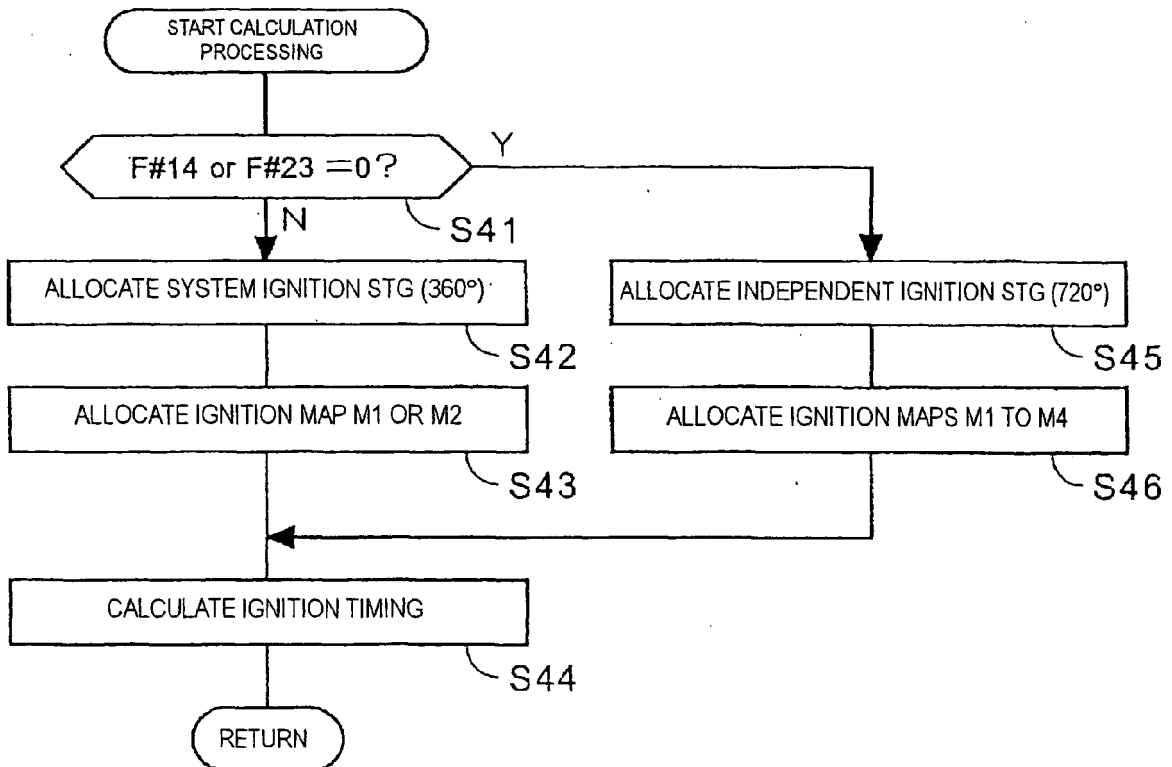 START CALCULATION
PROCESSING
F#14 or F#23 =0?
Y
N
S41
ALLOCATE SYSTEM IGNITION STG (360°)
S42
ALLOCATE INDEPENDENT IGNITION STG (720°)
S45
ALLOCATE IGNITION MAP M1 OR M2
S43
ALLOCATE IGNITION MAPS M1 TO M4
S46
CALCULATE IGNITION TIMING
S44
RETURN